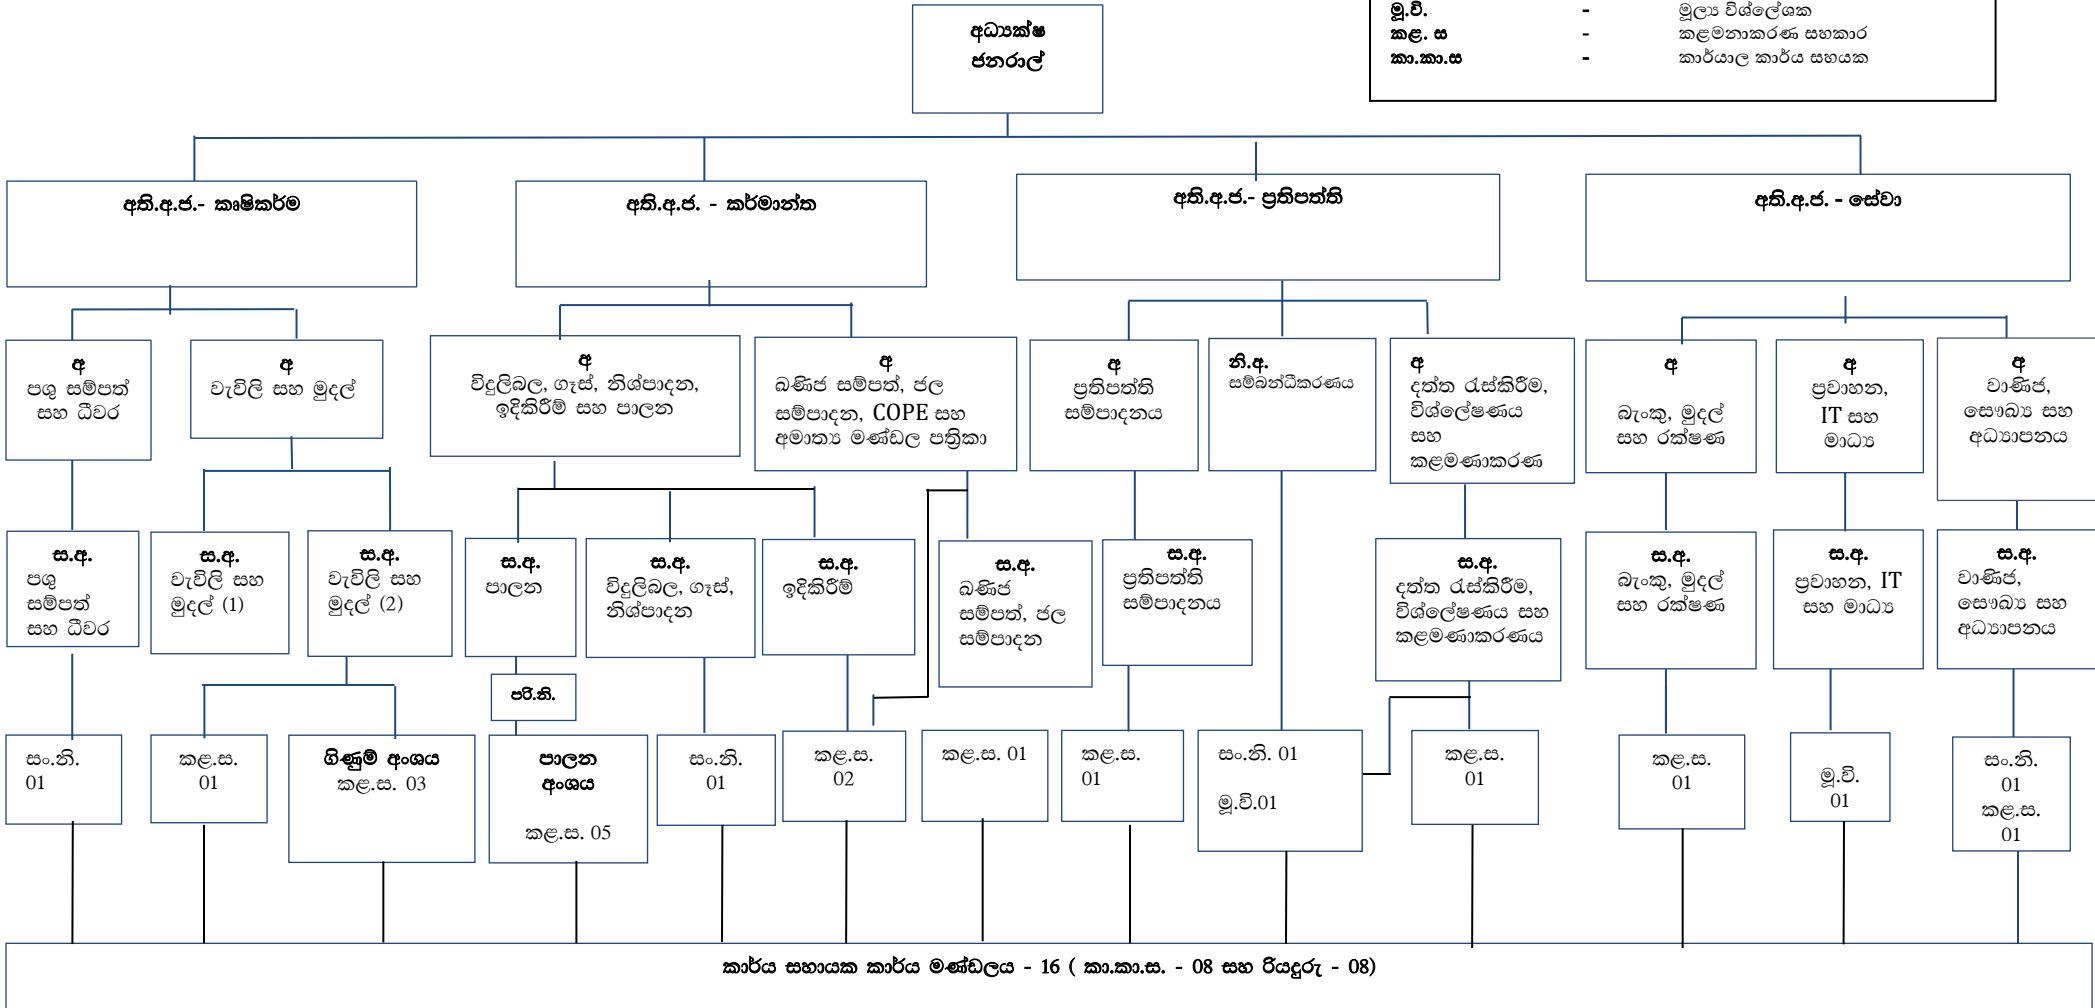 මූ.වි. - මූල්‍ය විශ්ලේශක
කළ. ස - කළමනාකරණ සහකාර
කා.කා.ස - කාර්යාල කාර්ය සහයක
අධ්‍යක්ෂ
ජනරාල්
අති.අ.ජ.- කෘෂිකර්ම
අති.අ.ජ. - කර්මාන්ත
අති.අ.ජ.- ප්‍රතිපත්ති
අති.අ.ජ. - සේවා
අ
පශු සම්පත්
සහ ධීවර
අ
වැවිලි සහ මුදල්
අ
විදුලිබල, ගෑස්, නිශ්පාදන,
ඉදිකිරීම් සහ පාලන
අ
ඛණිජ සම්පත්, ජල
සම්පාදන, COPE සහ
අමාත්‍ය මණ්ඩල පත්‍රිකා
අ
ප්‍රතිපත්ති
සම්පාදනය
නි.අ.
සම්බන්ධීකරණය
අ
දත්ත රැස්කිරීම,
විශ්ලේෂණය
සහ
කළමණාකරණ
අ
බැංකු, මුදල්
සහ රක්ෂණ
අ
ප්‍රවාහන,
IT සහ
මාධ්‍ය
අ
වාණිජ,
සෞඛ්‍ය සහ
අධ්‍යාපනය
ස.අ.
පශු
සම්පත්
සහ ධීවර
ස.අ.
වැවිලි සහ
මුදල් (1)
ස.අ.
වැවිලි සහ
මුදල් (2)
ස.අ.
පාලන
ස.අ.
විදුලිබල, ගෑස්,
නිශ්පාදන
ස.අ.
ඉදිකිරීම්
ස.අ.
ඛණිජ
සම්පත්, ජල
සම්පාදන
ස.අ.
ප්‍රතිපත්ති
සම්පාදනය
ස.අ.
දත්ත රැස්කිරීම,
විශ්ලේෂණය සහ
කළමණාකරණය
ස.අ.
බැංකු, මුදල්
සහ රක්ෂණ
ස.අ.
ප්‍රවාහන, IT
සහ මාධ්‍ය
ස.අ.
වාණිජ,
සෞඛ්‍ය සහ
අධ්‍යාපනය
පරි.නි.
සං.නි.
01
කළ.ස.
01
ගිණුම් අංශය
කළ.ස. 03
පාලන
අංශය
කළ.ස. 05
සං.නි.
01
කළ.ස.
02
කළ.ස. 01
කළ.ස.
01
සං.නි. 01
මූ.වි.01
කළ.ස.
01
කළ.ස.
01
මූ.වි.
01
සං.නි.
01
කළ.ස.
01
කාර්ය සහායක කාර්ය මණ්ඩලය - 16 ( කා.කා.ස. - 08 සහ රියදුරු - 08)